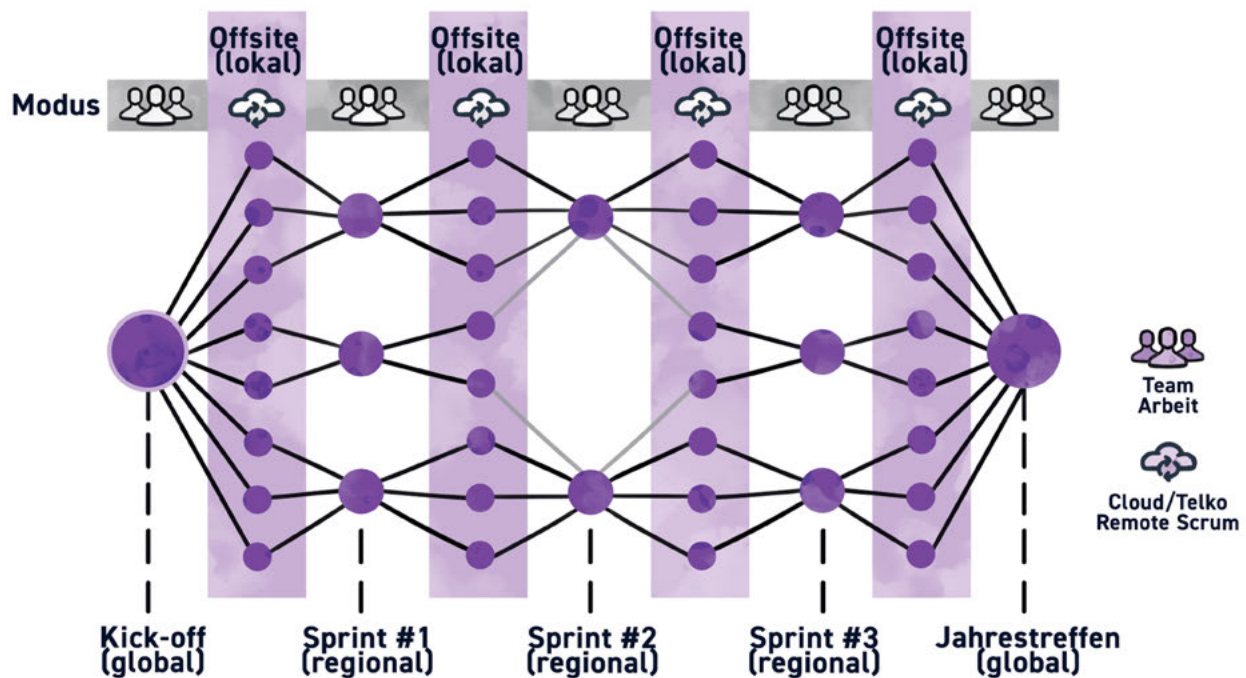 Offsite
(lokal)
Offsite
(lokal)
Offsite
(lokal)
Offsite
(lokal)
Modus
Team
Arbeit
Cloud/Telko
Remote Scrum
Kick-off
(global)
Sprint #1
(regional)
Sprint #2
(regional)
Sprint #3
(regional)
Jahrestreffen
(global)